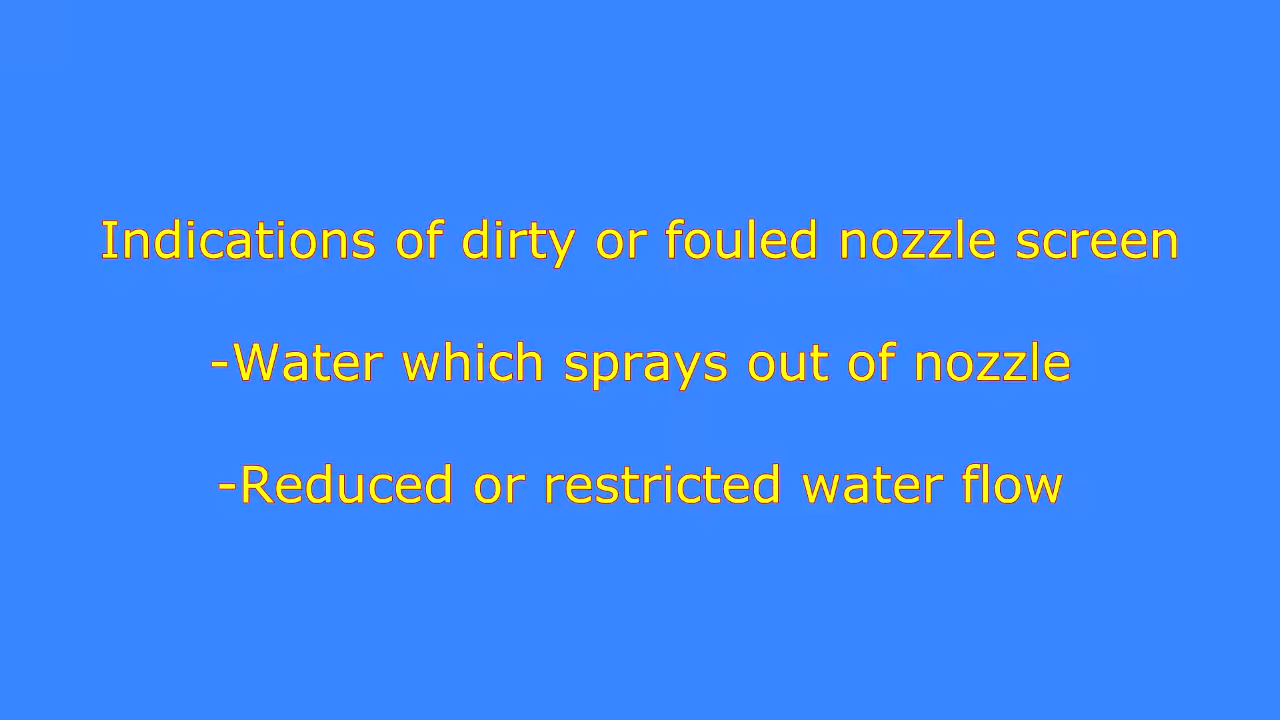 Indications of dirty or fouled nozzle screen
-Water which sprays out of nozzle
-Reduced or restricted water flow